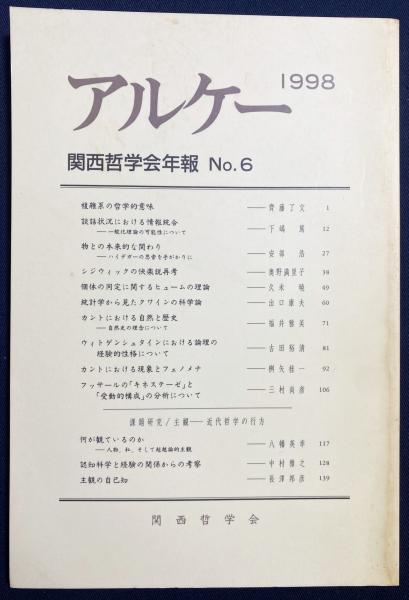 アルケー 1998
関西哲学会年報 No.6
複雑系の哲学的意味 ―― 齊藤了文 1
談話状況における情報統合 ―― 下嶋 篤 12
――一般化理論の可能性について
物との本来的な関わり ―― 安部 浩 27
――ハイデガーの思索を手がかりに
シジウィックの快楽説再考 ―― 奥野満里子 38
個体の同定に関するヒュームの理論 ―― 久米 暁 49
統計学から見たクワインの科学論 ―― 出口康夫 60
カントにおける自然と歴史 ―― 福井雅美 71
――自然史の理念について
ウィトゲンシュタインにおける論理の
経験的性格について ―― 古田裕清 81
カントにおける現象とフェノメナ ―― 桝矢桂一 92
フッサールの「キネステーゼ」と
「受動的構成」の分析について ―― 三村尚彦 106
課題研究/主観――近代哲学の行方
何が観ているのか ―― 八幡英幸 117
――人物、私、そして超越論的主観
認知科学と経験の関係からの考察 ―― 中村雅之 128
主観の自己知 ―― 長澤邦彦 139
関西哲学会